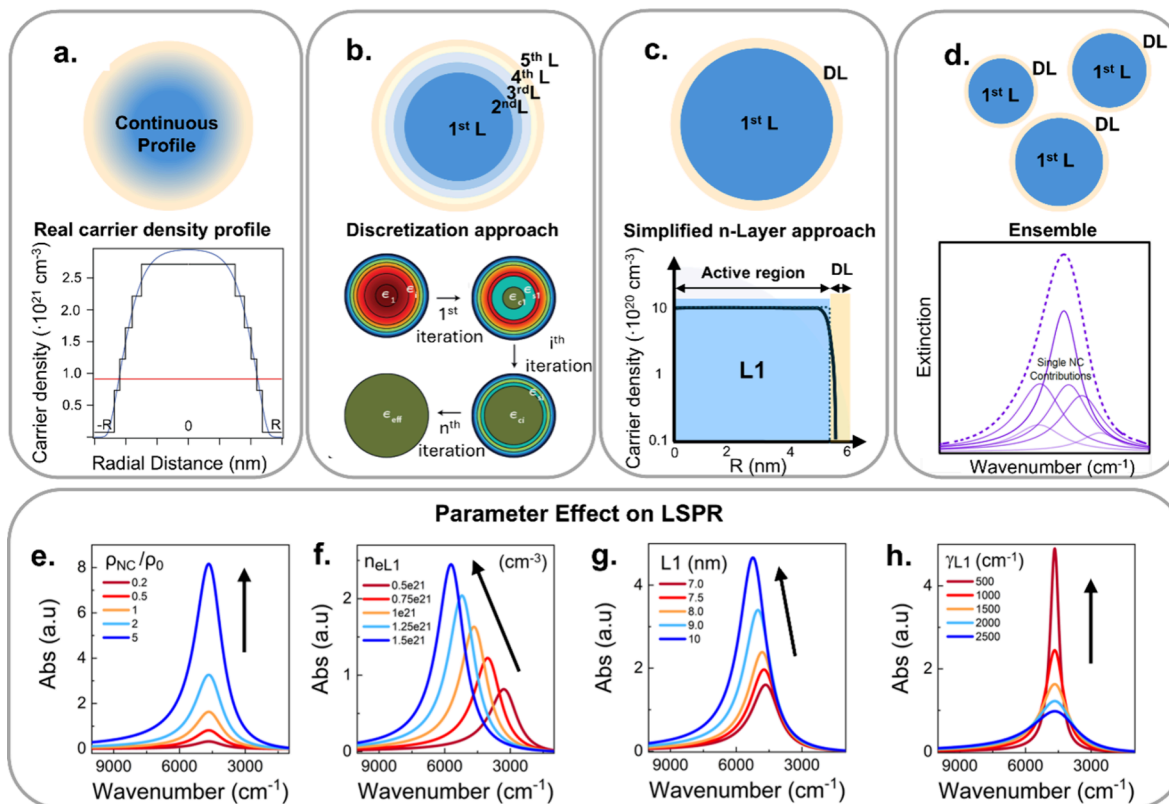 a.
Continuous
Profile
Real carrier density profile
Carrier density (·10²¹ cm⁻³)
2.5
2.0
1.5
1.0
0.5
-R
0
R
Radial Distance (nm)
b.
5th L
4th L
3rdL
2ndL
1st L
Discretization approach
ϵ1
1st
iteration
ith
iteration
ϵeff
nth
iteration
ϵci
c.
DL
1st L
Simplified n-Layer approach
Active region
DL
Carrier density (·10²⁰ cm⁻³)
10
1
0.1
L1
0
2
4
6
R (nm)
d.
1st L
DL
1st L
DL
1st L
DL
Ensemble
Extinction
Single NC
Contributions
Wavenumber (cm⁻¹)
Parameter Effect on LSPR
e.
ρNC/ρ0
0.2
0.5
1
2
5
Abs (a.u)
8
6
4
2
0
9000
6000
3000
Wavenumber (cm⁻¹)
f.
neL1
(cm⁻³)
0.5e21
0.75e21
1e21
1.25e21
1.5e21
Abs (a.u)
2
1
0
9000
6000
3000
Wavenumber (cm⁻¹)
g.
L1 (nm)
7.0
7.5
8.0
9.0
10
Abs (a.u)
4
2
0
9000
6000
3000
Wavenumber (cm⁻¹)
h.
γL1 (cm⁻¹)
500
1000
1500
2000
2500
Abs (a.u)
4
2
0
9000
6000
3000
Wavenumber (cm⁻¹)